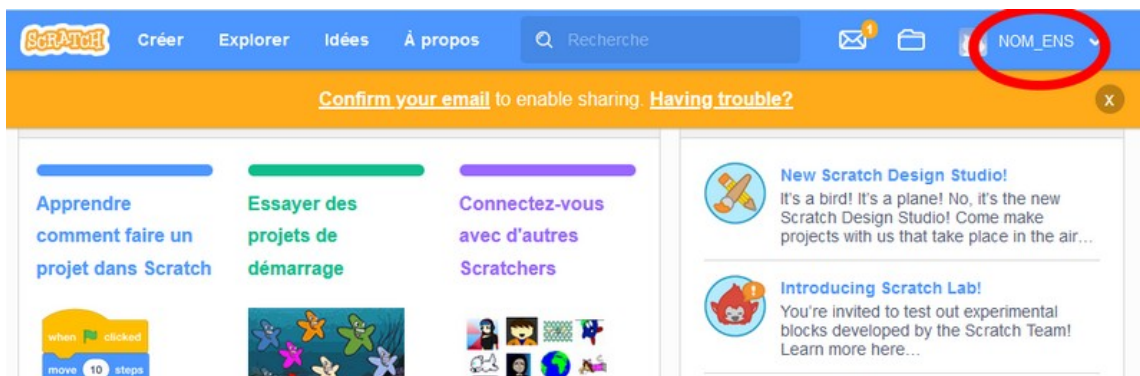 SCRATCH Créer Explorer Idées À propos Recherche 1 NOM_ENS
Confirm your email to enable sharing. Having trouble? x
Apprendre
comment faire un
projet dans Scratch
when clicked
move 10 steps
Essayer des
projets de
démarrage
Connectez-vous
avec d'autres
Scratchers
New Scratch Design Studio!
It's a bird! It's a plane! No, it's the new
Scratch Design Studio! Come make
projects with us that take place in the air...
Introducing Scratch Lab!
You're invited to test out experimental
blocks developed by the Scratch Team!
Learn more here...